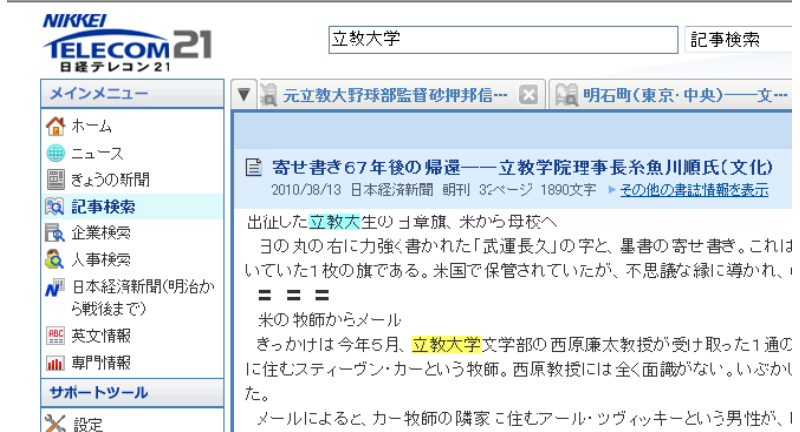 NIKKEI
TELECOM21
日経テレコン21
立教大学
記事検索
メインメニュー
ホーム
ニュース
きょうの新聞
記事検索
企業検索
人事検索
日本経済新聞(明治か
ら戦後まで)
ABC 英文情報
専門情報
サポートツール
設定
▼ 元立教大野球部監督砂押邦信…
明石町(東京・中央)――文…
寄せ書き67年後の帰還――立教学院理事長糸魚川順氏(文化)
2010/08/13 日本経済新聞 朝刊 32ページ 1890文字 ▶その他の書誌情報を表示
出征した立教大生の日章旗、米から母校へ
日の丸の右に力強く書かれた「武運長久」の字と、墨書の寄せ書き。これは
いていた1枚の旗である。米国で保管されていたが、不思議な縁に導かれ、
＝ ＝ ＝
米の牧師からメール
きっかけは今年5月、立教大学文学部の西原廉太教授が受け取った1通の
に住むスティーヴン・カーという牧師。西原教授には全く面識がない。いぶかし
た。
メールによると、カー牧師の隣家に住むアール・ツヴィッキーという男性が、